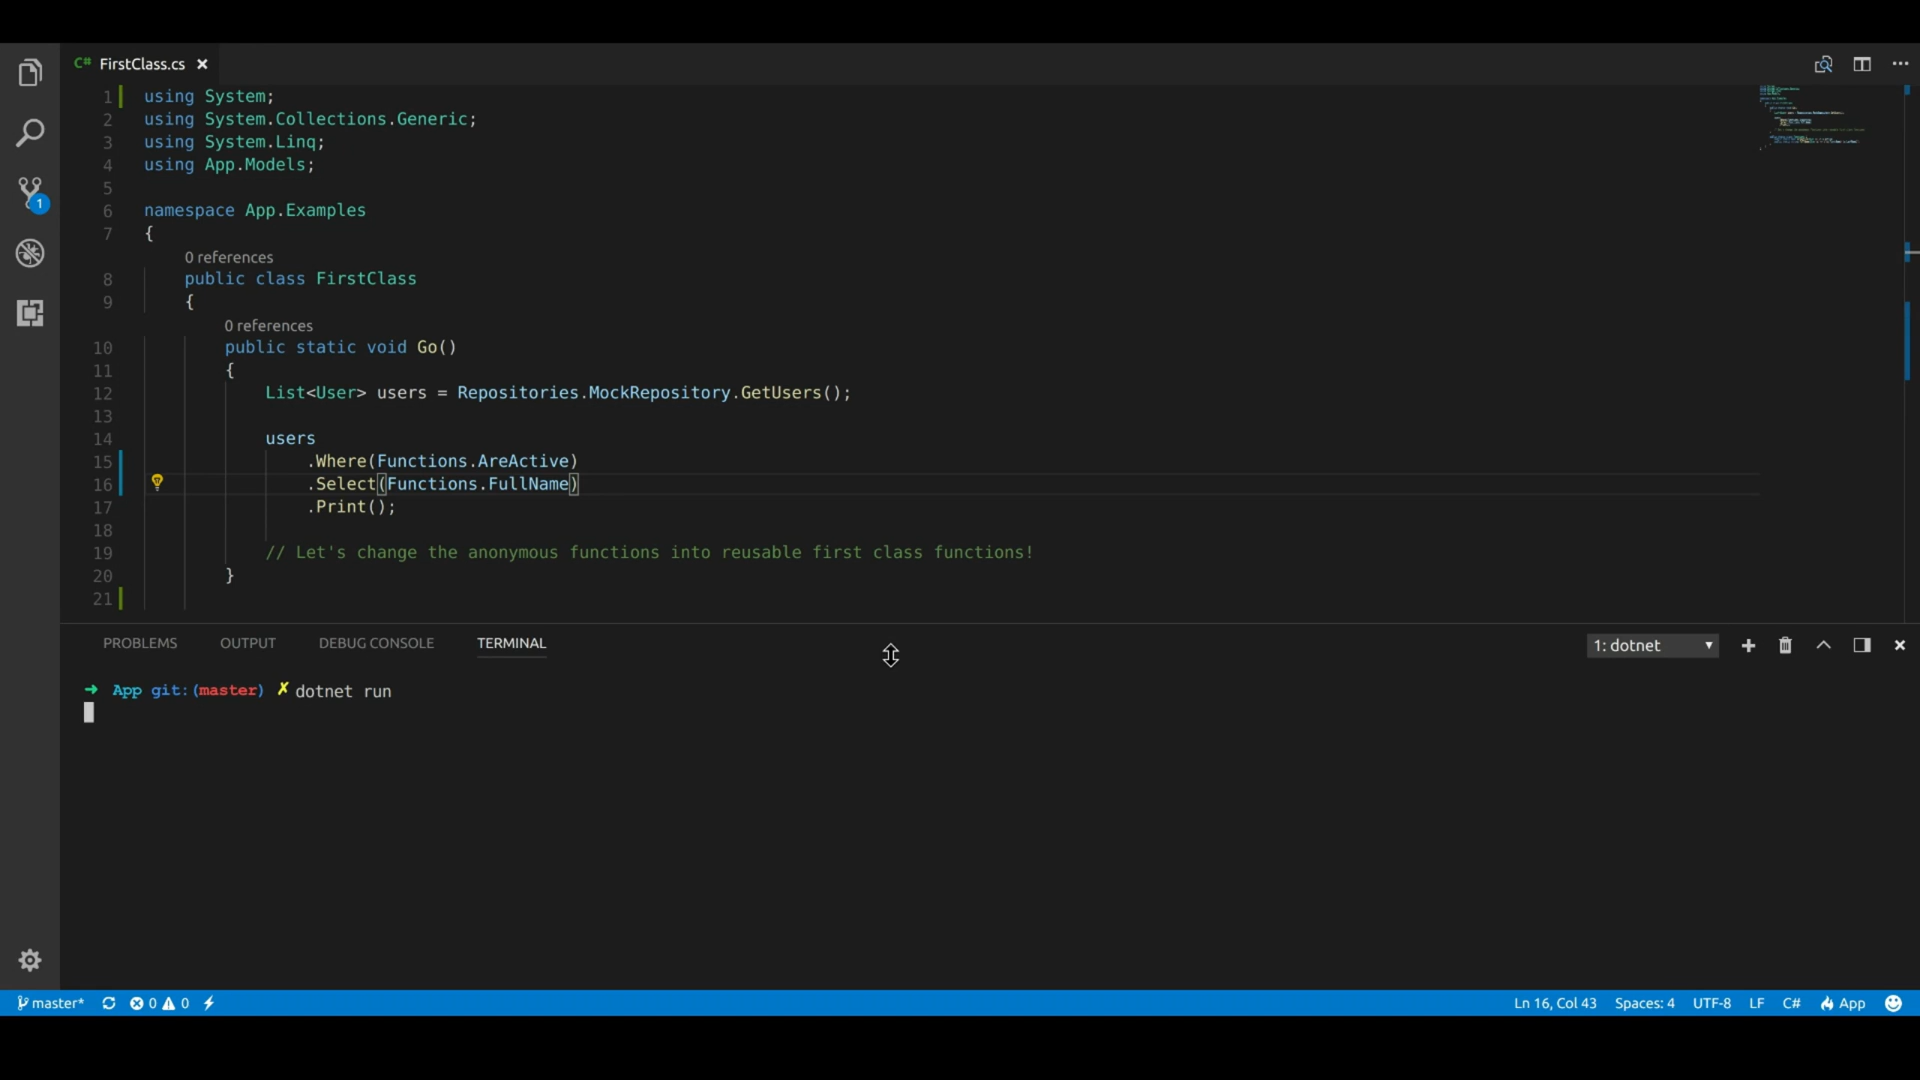 C# FirstClass.cs
1 using System;
2 using System.Collections.Generic;
3 using System.Linq;
4 using App.Models;
5
6 namespace App.Examples
7 {
0 references
8 public class FirstClass
9 {
0 references
10 public static void Go()
11 {
12 List<User> users = Repositories.MockRepository.GetUsers();
13
14 users
15 .Where(Functions.AreActive)
16 .Select(Functions.FullName)
17 .Print();
18
19 // Let's change the anonymous functions into reusable first class functions!
20 }
21
1
PROBLEMS OUTPUT DEBUG CONSOLE TERMINAL 1: dotnet
➜ App git:(master) ✗ dotnet run
master* 0 0 Ln 16, Col 43 Spaces: 4 UTF-8 LF C# App